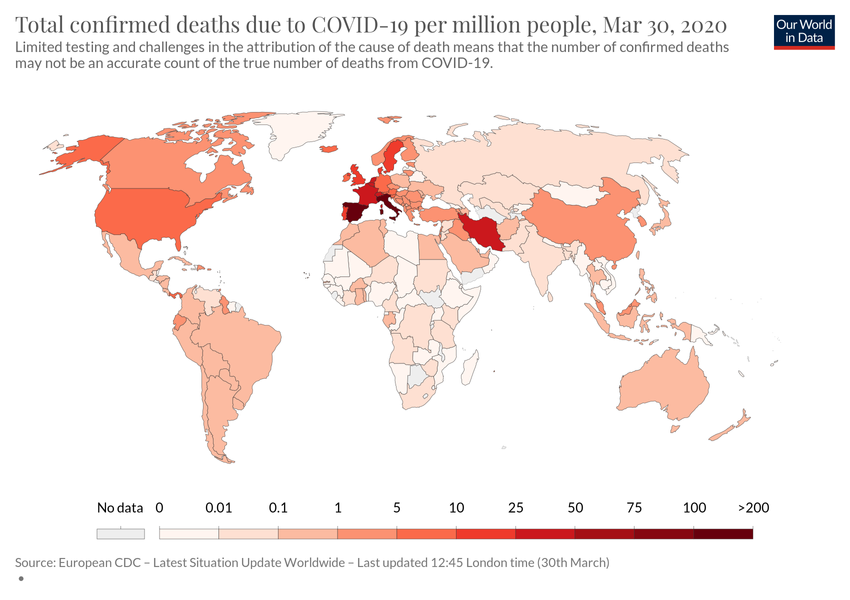 Total confirmed deaths due to COVID-19 per million people, Mar 30, 2020
Our World
in Data
Limited testing and challenges in the attribution of the cause of death means that the number of confirmed deaths
may not be an accurate count of the true number of deaths from COVID-19.
No data 0 0.01 0.1 1 5 10 25 50 75 100 >200
Source: European CDC – Latest Situation Update Worldwide – Last updated 12:45 London time (30th March)